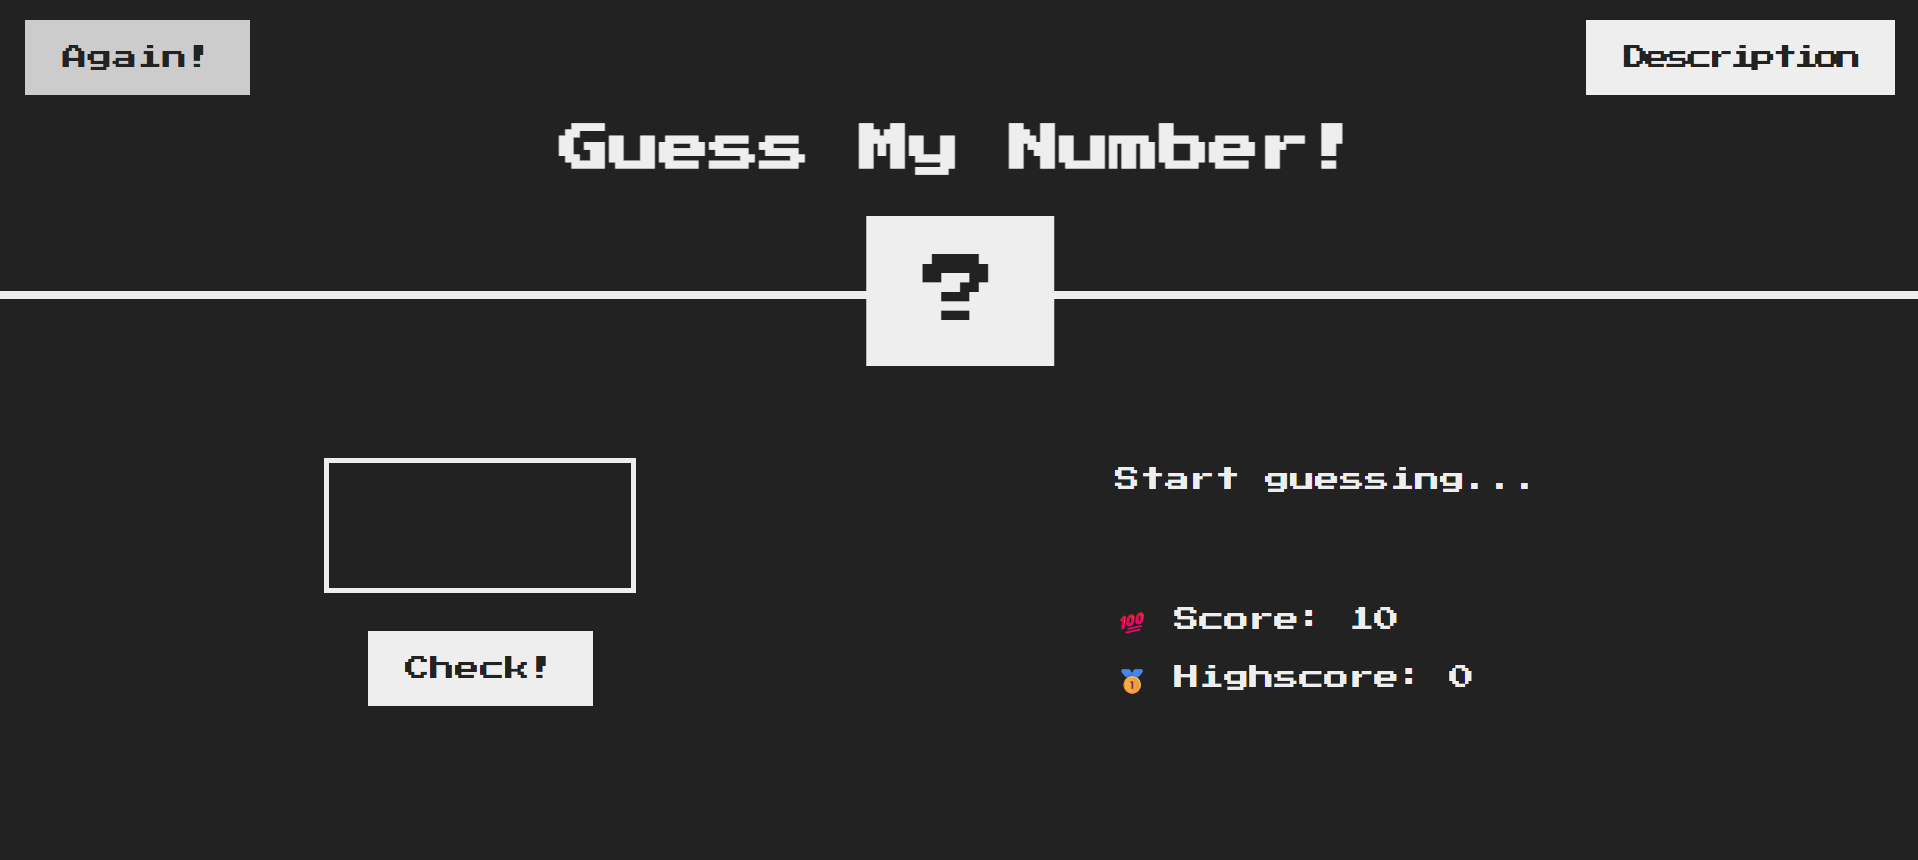 Again!
Description
Guess My Number!
?
Start guessing...
💯 Score: 10
🥇 Highscore: 0
Check!